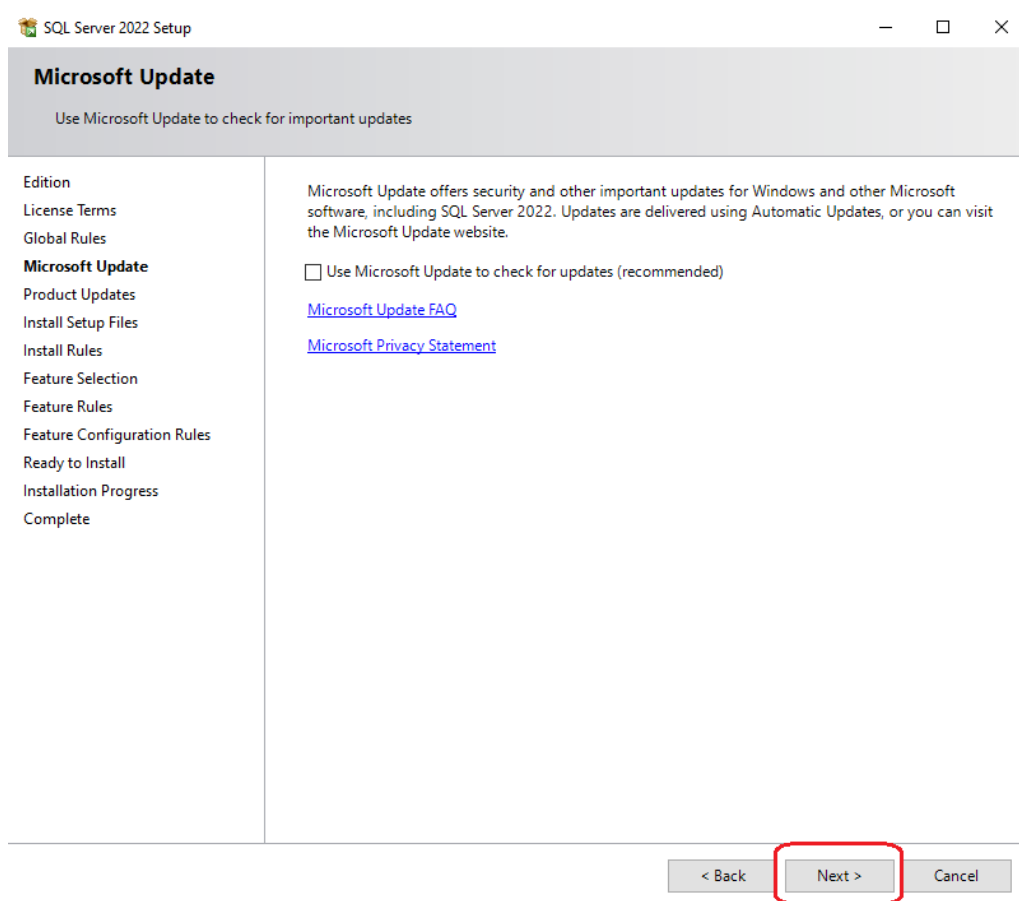 SQL Server 2022 Setup
Microsoft Update
Use Microsoft Update to check for important updates
Edition
License Terms
Global Rules
Microsoft Update
Product Updates
Install Setup Files
Install Rules
Feature Selection
Feature Rules
Feature Configuration Rules
Ready to Install
Installation Progress
Complete
Microsoft Update offers security and other important updates for Windows and other Microsoft
software, including SQL Server 2022. Updates are delivered using Automatic Updates, or you can visit
the Microsoft Update website.
Use Microsoft Update to check for updates (recommended)
Microsoft Update FAQ
Microsoft Privacy Statement
< Back
Next >
Cancel